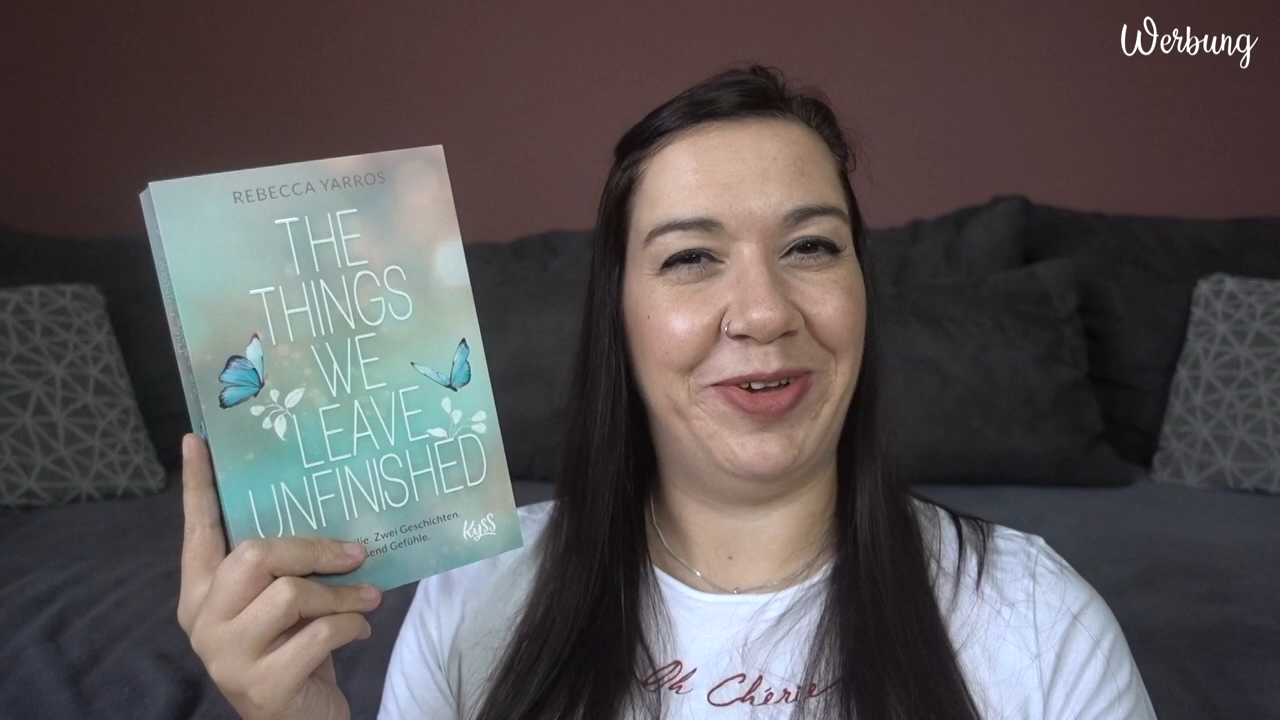 Werbung
REBECCA YARROS
THE
THINGS
WE
LEAVE
UNFINISHED
Zwei Geschichten.
Gefühle.
KYSS
Oh Chérie